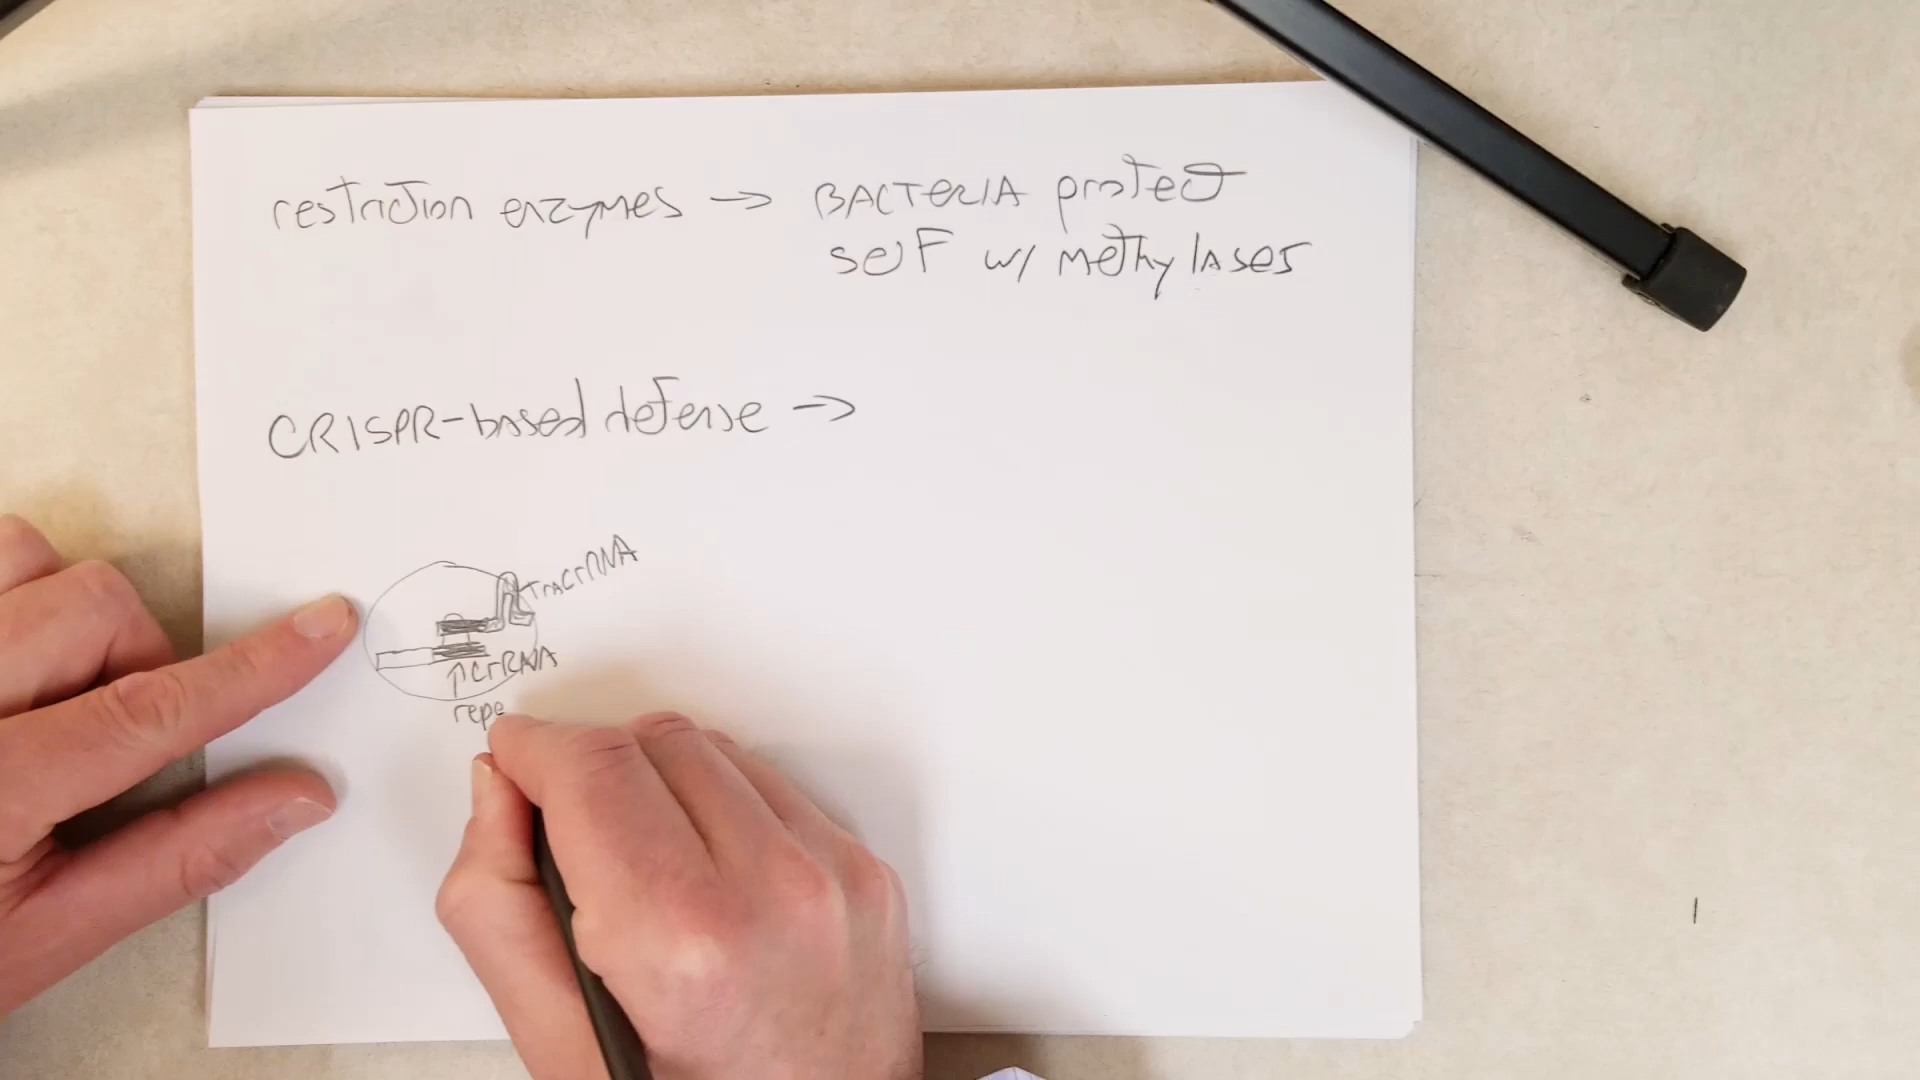 restriction enzymes → BACTERIA protect
self w/ methylases
CRISPR-based defense →
tracrRNA
↑crRNA
repe